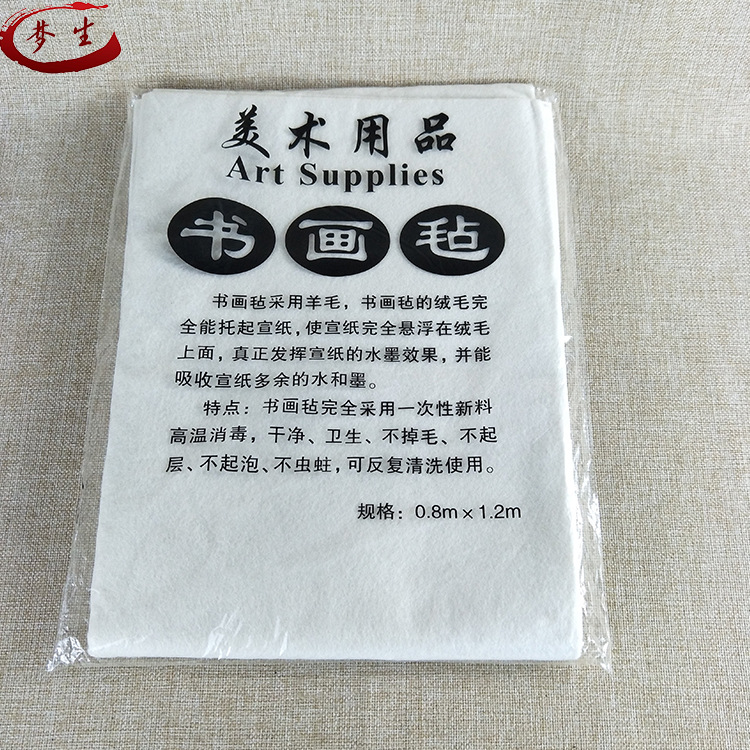 梦生
美术用品
Art Supplies
书画毡
书画毡采用羊毛，书画毡的绒毛完
全能托起宣纸，使宣纸完全悬浮在绒毛
上面，真正发挥宣纸的水墨效果，并能
吸收宣纸多余的水和墨。
特点：书画毡完全采用一次性新料
高温消毒，干净、卫生、不掉毛、不起
层、不起泡、不虫蛀，可反复清洗使用。
规格：0.8m×1.2m